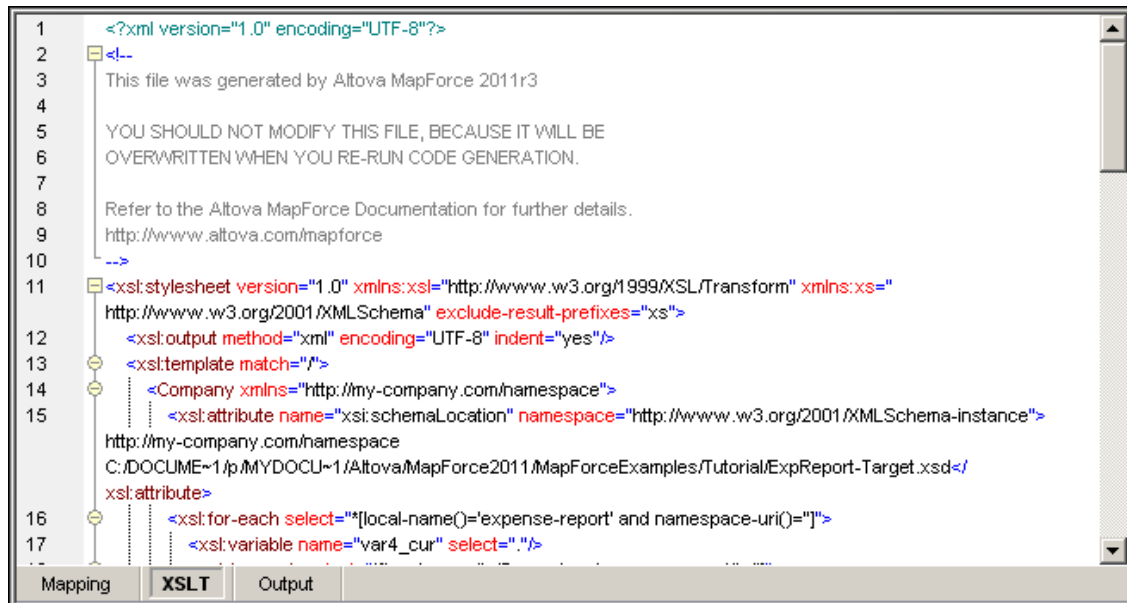 1 <?xml version="1.0" encoding="UTF-8"?>
2 <!--
3 This file was generated by Altova MapForce 2011r3
4
5 YOU SHOULD NOT MODIFY THIS FILE, BECAUSE IT WILL BE
6 OVERWRITTEN WHEN YOU RE-RUN CODE GENERATION.
7
8 Refer to the Altova MapForce Documentation for further details.
9 http://www.altova.com/mapforce
10 -->
11 <xsl:stylesheet version="1.0" xmlns:xsl="http://www.w3.org/1999/XSL/Transform" xmlns:xs="
http://www.w3.org/2001/XMLSchema" exclude-result-prefixes="xs">
12 <xsl:output method="xml" encoding="UTF-8" indent="yes"/>
13 <xsl:template match="/">
14 <Company xmlns="http://my-company.com/namespace">
15 <xsl:attribute name="xsi:schemaLocation" namespace="http://www.w3.org/2001/XMLSchema-instance">
http://my-company.com/namespace
C:/DOCUME~1/p/MYDOCU~1/Altova/MapForce2011/MapForceExamples/Tutorial/ExpReport-Target.xsd</
xsl:attribute>
16 <xsl:for-each select="*[local-name()='expense-report' and namespace-uri()='']">
17 <xsl:variable name="var4_cur" select="."/>
Mapping XSLT Output